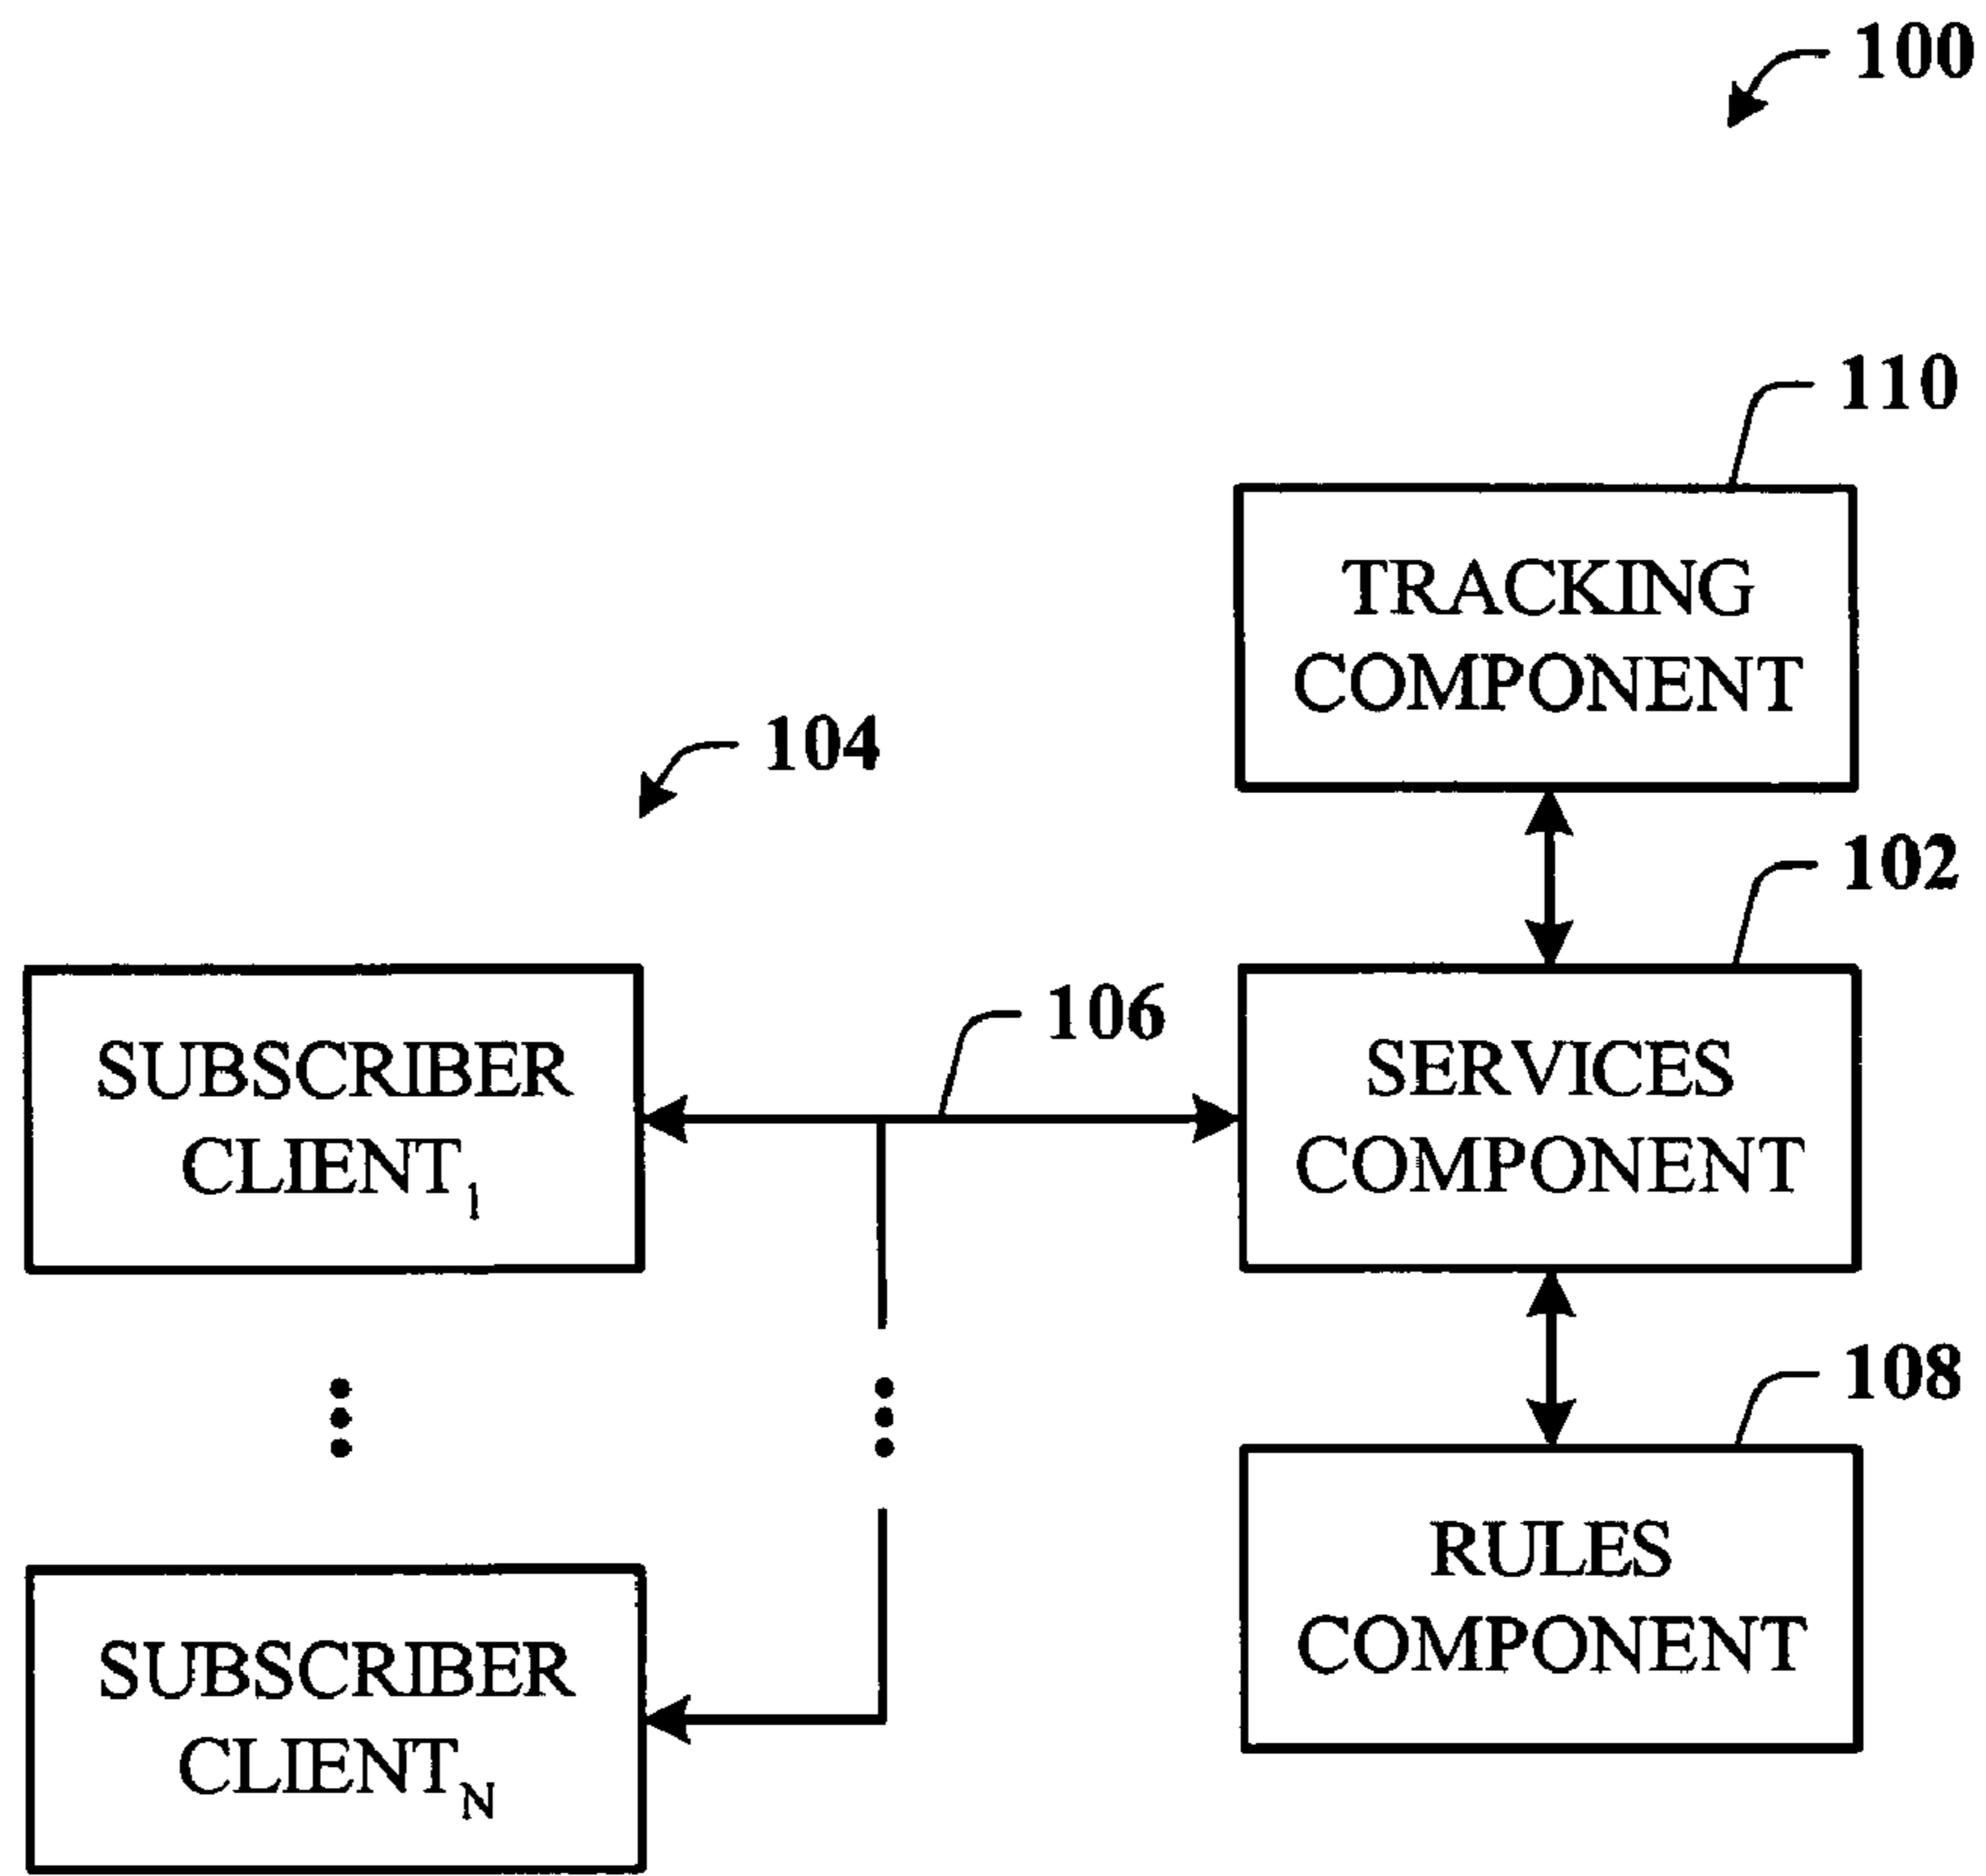 100
110
TRACKING
COMPONENT
104
102
SUBSCRIBER
CLIENT1
106
SERVICES
COMPONENT
108
RULES
COMPONENT
SUBSCRIBER
CLIENTN